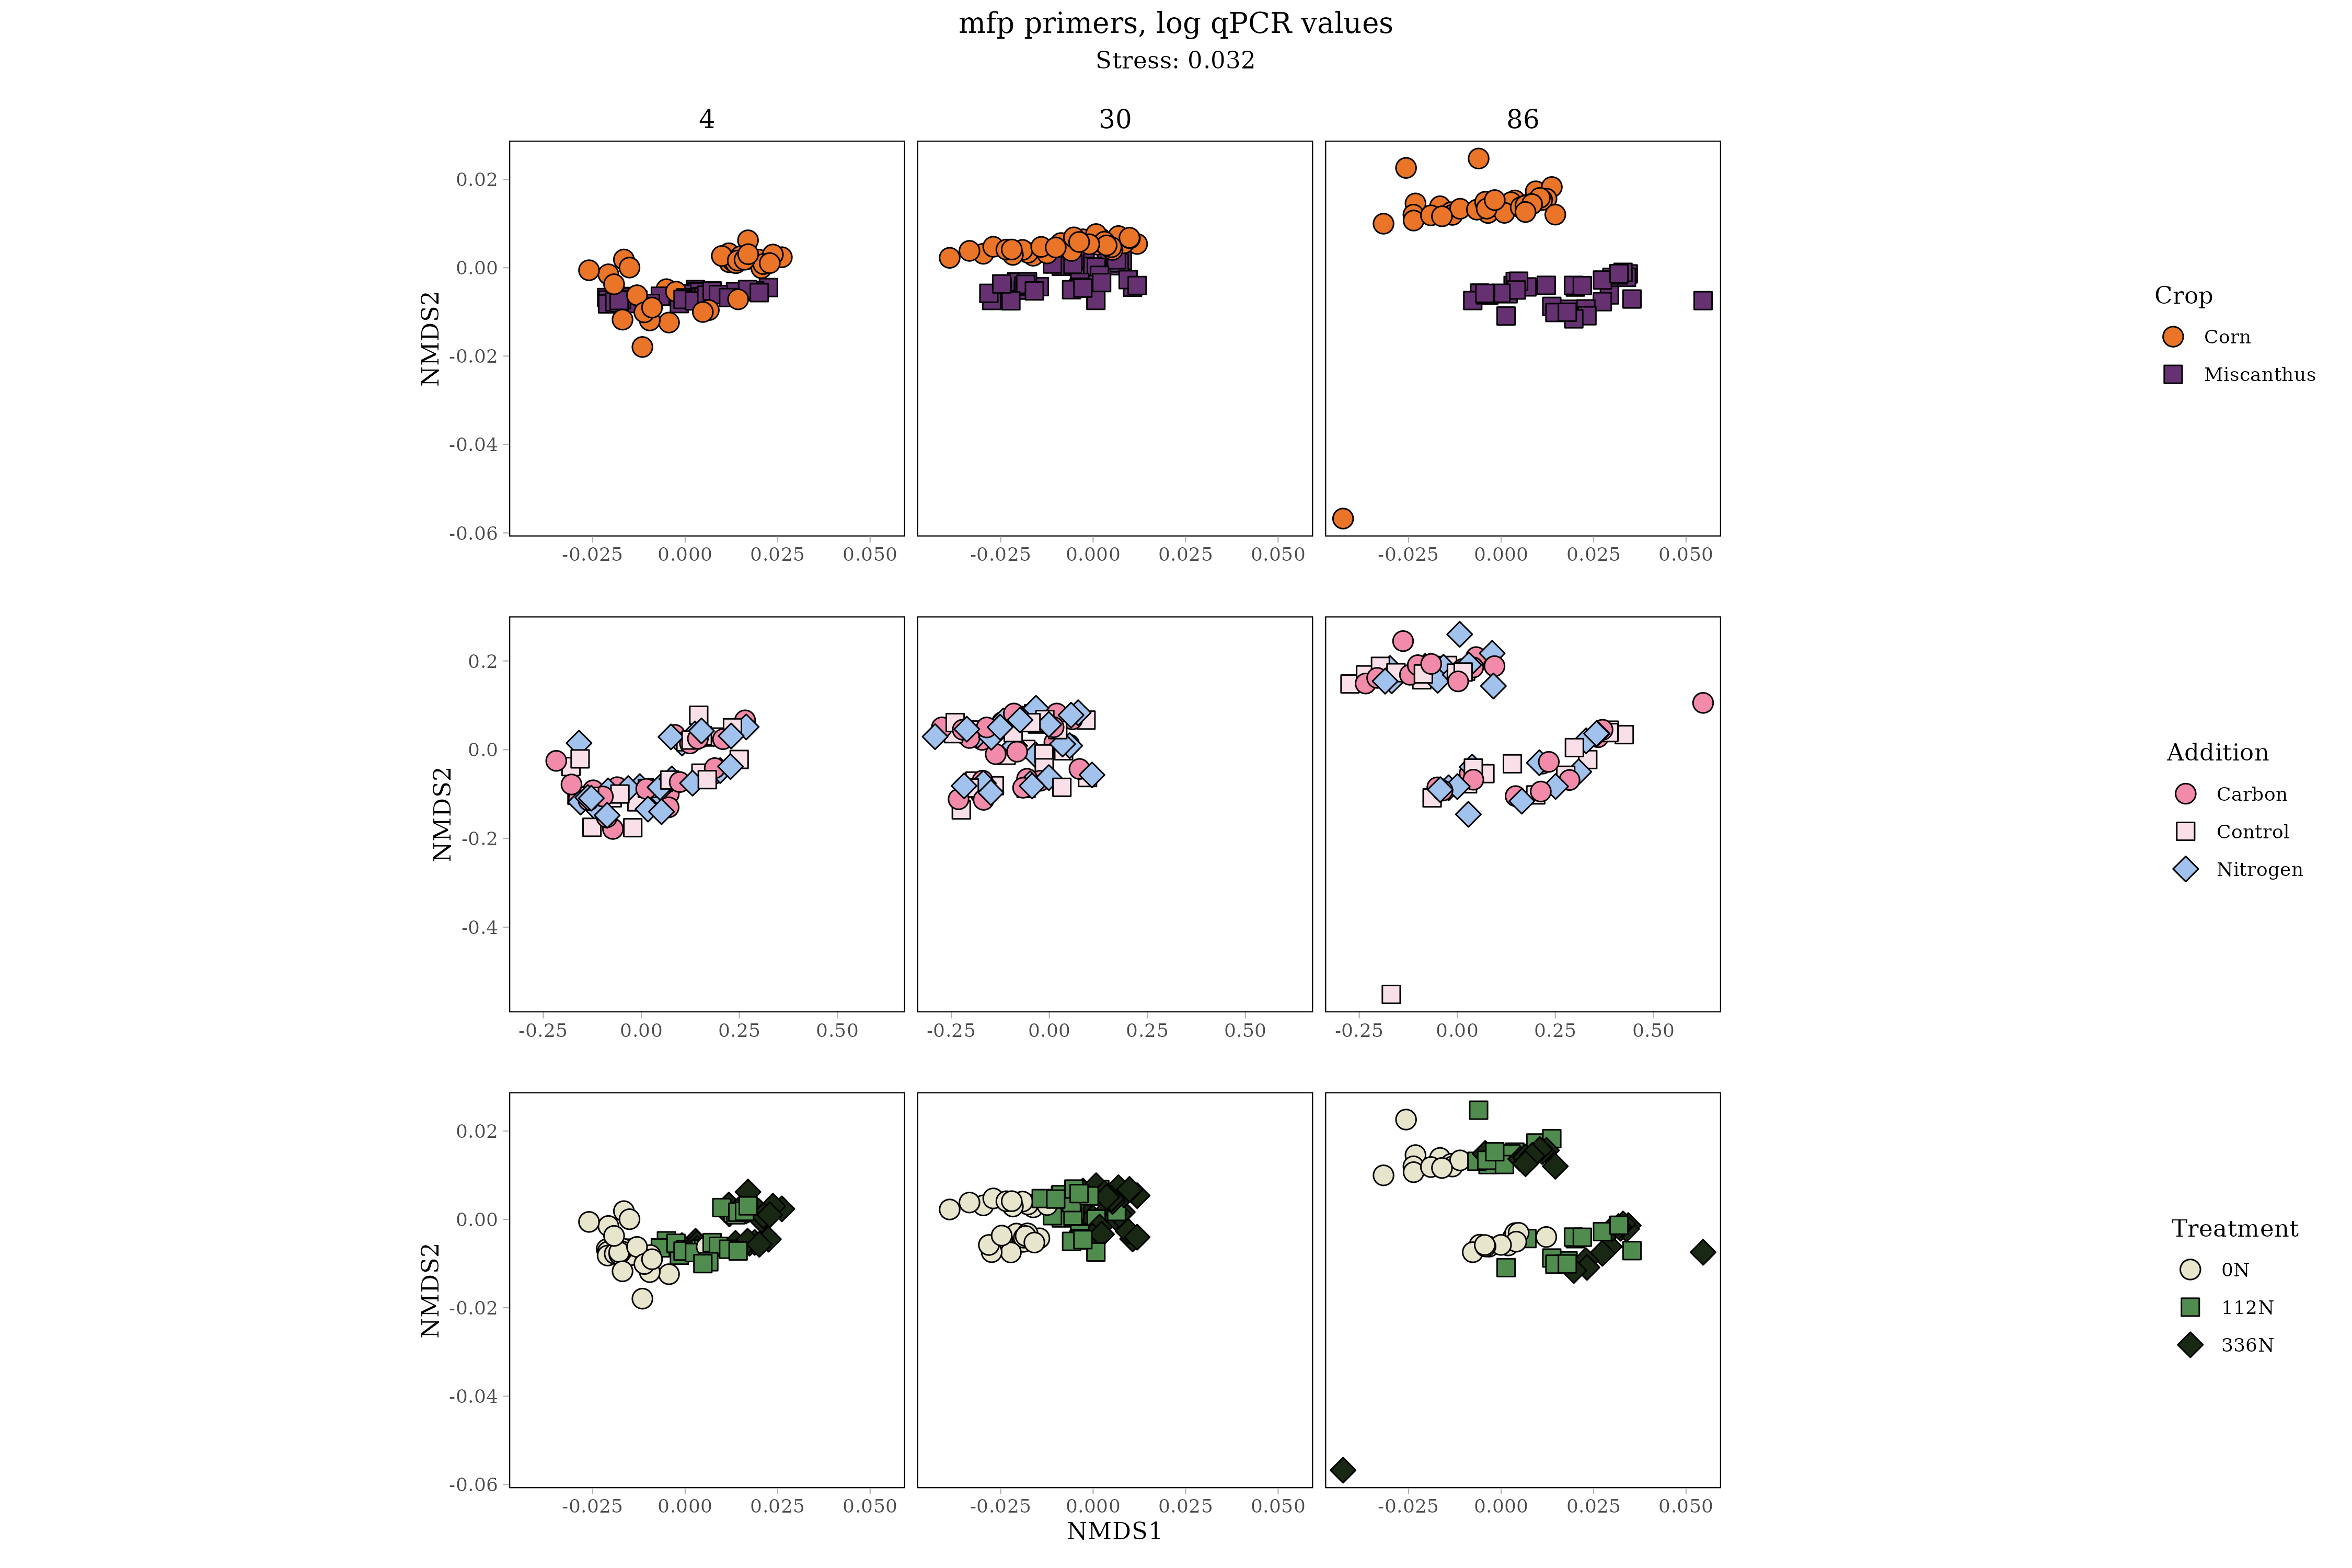 mfp primers, log qPCR values
Stress: 0.032
4 30 86
NMDS2
0.02
0.00
-0.02
-0.04
-0.06
-0.025 0.000 0.025 0.050 -0.025 0.000 0.025 0.050 -0.025 0.000 0.025 0.050
Crop
Corn
Miscanthus
NMDS2
0.2
0.0
-0.2
-0.4
-0.25 0.00 0.25 0.50 -0.25 0.00 0.25 0.50 -0.25 0.00 0.25 0.50
Addition
Carbon
Control
Nitrogen
NMDS2
0.02
0.00
-0.02
-0.04
-0.06
-0.025 0.000 0.025 0.050 -0.025 0.000 0.025 0.050 -0.025 0.000 0.025 0.050
NMDS1
Treatment
0N
112N
336N